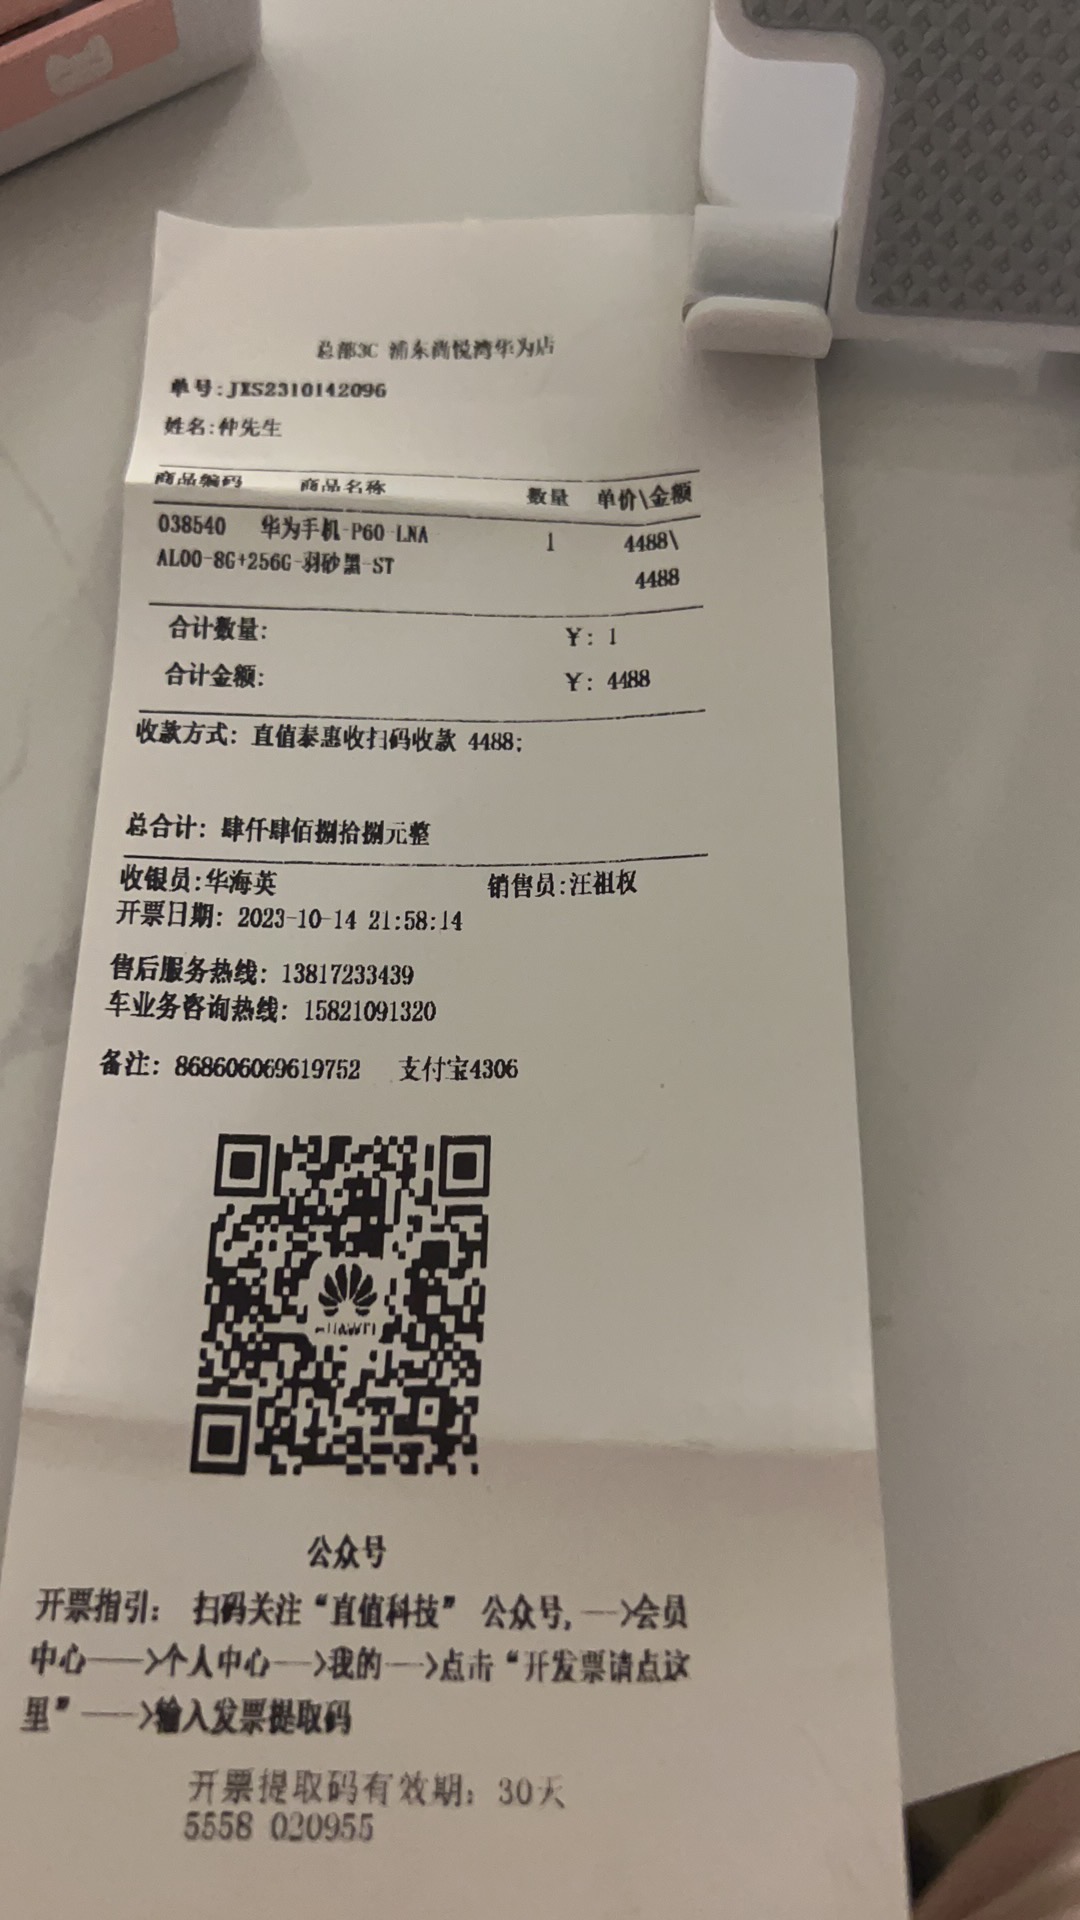 总部3C 浦东尚悦湾华为店
单号:JXS2310142096
姓名:仲先生
商品编码 商品名称 数量 单价\金额
038540 华为手机-P60-LNA 1 4488\
AL00-8G+256G-羽砂黑-ST 4488
合计数量: ¥: 1
合计金额: ¥: 4488
收款方式: 直值泰惠收扫码收款 4488;
总合计: 肆仟肆佰捌拾捌元整
收银员:华海英 销售员:汪祖权
开票日期: 2023-10-14 21:58:14
售后服务热线: 13817233439
车业务咨询热线: 15821091320
备注: 868606069619752 支付宝4306
HUAWEI
公众号
开票指引: 扫码关注“直值科技” 公众号, —>会员
中心——>个人中心—>我的—>点击“开发票请点这
里” ——>输入发票提取码
开票提取码有效期: 30天
5558 020955